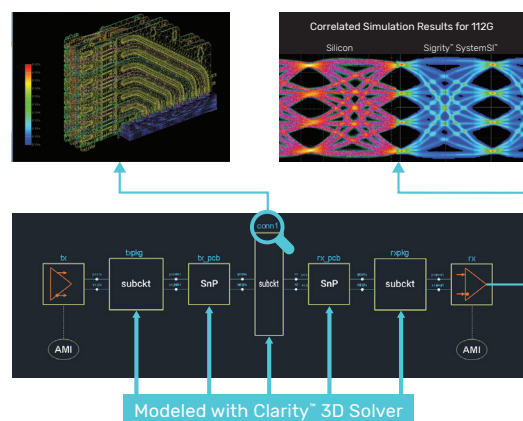 Correlated Simulation Results for 112G
Silicon
Sigrity™ SystemSI™
conn1
tx
txpkg
tx_pcb
rx_pcb
rxpkg
rx
subckt
SnP
subckt
SnP
subckt
AMI
AMI
Modeled with Clarity™ 3D Solver